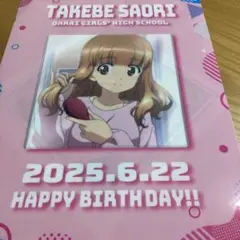 TAKEBE SAORI
OARAI GIRLS' HIGH SCHOOL
2025.6.22
HAPPY BIRTHDAY!!